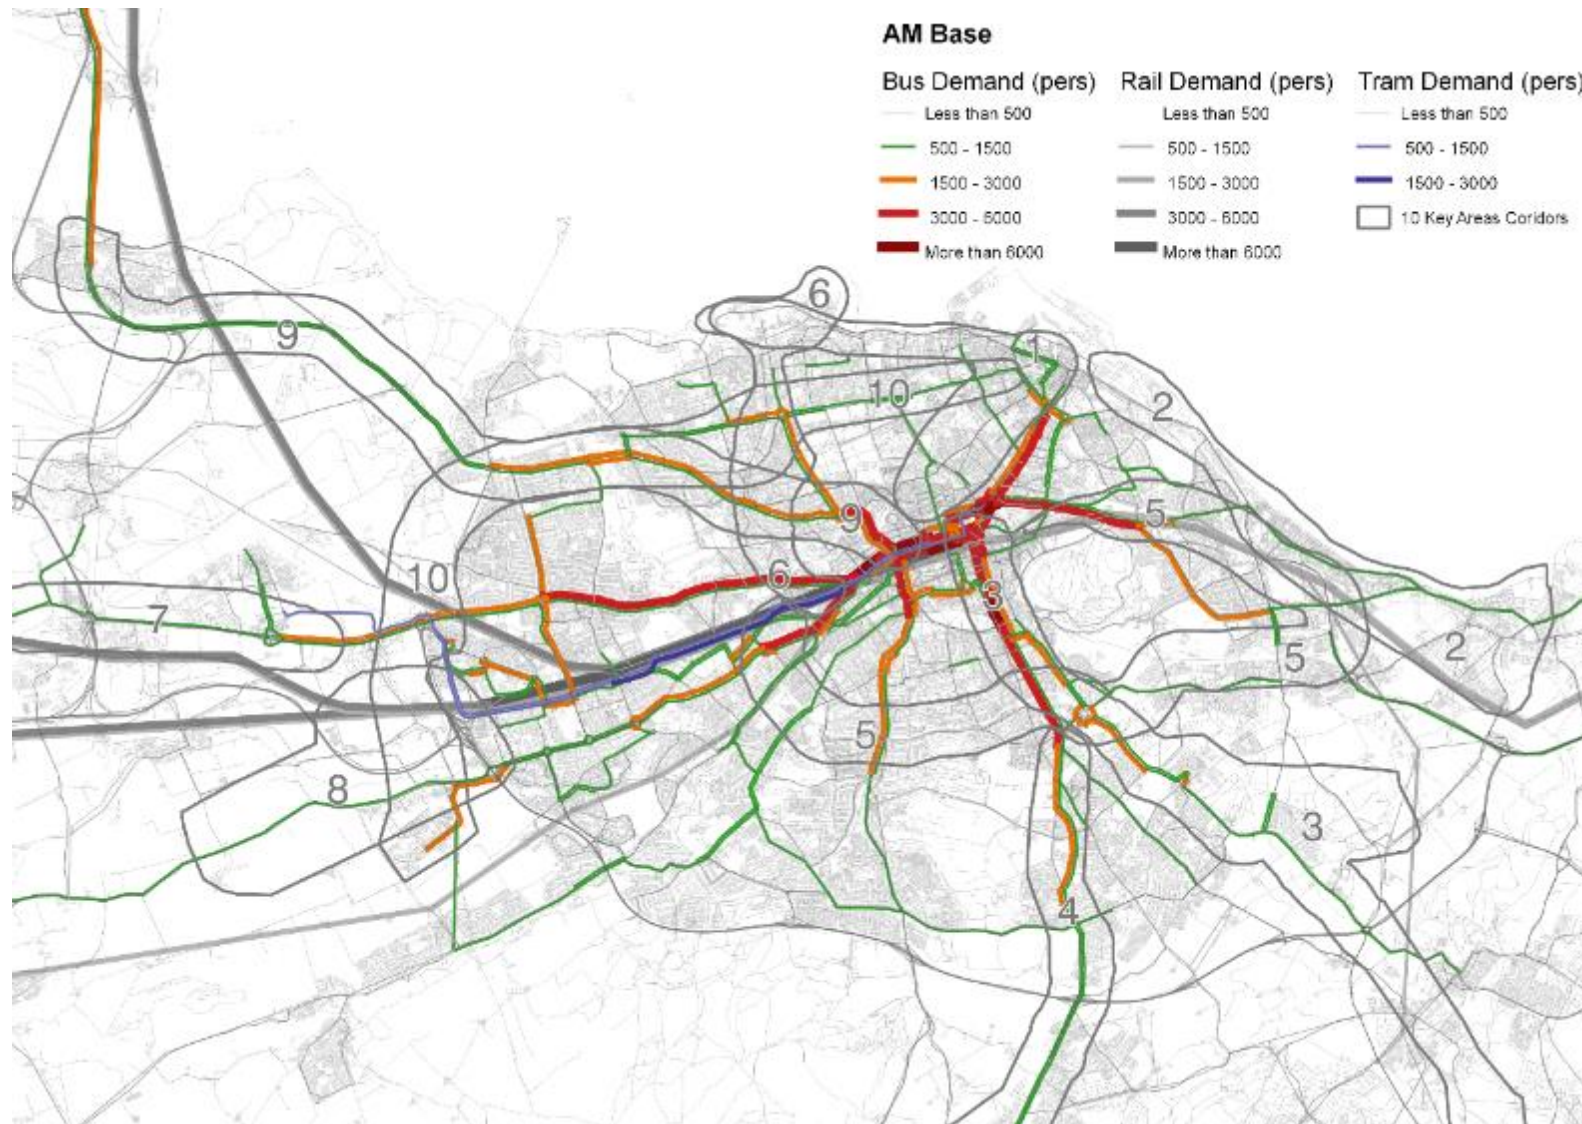 AM Base
Bus Demand (pers)
Less than 500
500 - 1500
1500 - 3000
3000 - 6000
More than 6000
Rail Demand (pers)
Less than 500
500 - 1500
1500 - 3000
3000 - 6000
More than 6000
Tram Demand (pers)
Less than 500
500 - 1500
1500 - 3000
10 Key Areas Coridors
6
9
1
10
2
5
9
10
6
3
7
5
2
5
8
3
4